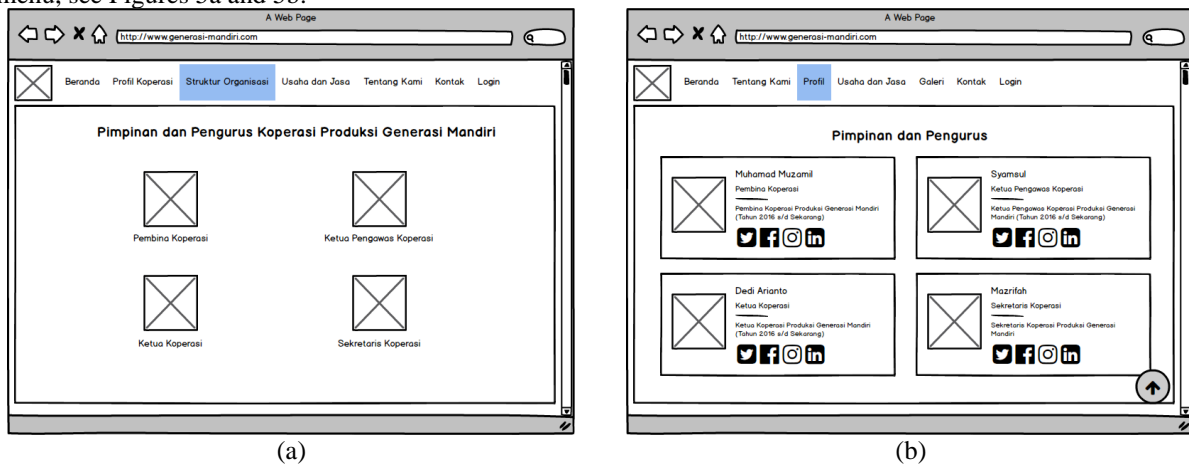 menu, see Figures 5a and 5b.
A Web Page
http://www.generasi-mandiri.com
Beranda Profil Koperasi Struktur Organisasi Usaha dan Jasa Tentang Kami Kontak Login
Pimpinan dan Pengurus Koperasi Produksi Generasi Mandiri
Pembina Koperasi
Ketua Pengawas Koperasi
Ketua Koperasi
Sekretaris Koperasi
(a)
A Web Page
http://www.generasi-mandiri.com
Beranda Tentang Kami Profil Usaha dan Jasa Galeri Kontak Login
Pimpinan dan Pengurus
Muhamad Muzamil
Pembina Koperasi
Pembina Koperasi Produksi Generasi Mandiri
(Tahun 2016 s/d Sekarang)
Syamsul
Ketua Pengawas Koperasi
Ketua Pengawas Koperasi Produksi Generasi
Mandiri (Tahun 2016 s/d Sekarang)
Dedi Arianto
Ketua Koperasi
Ketua Koperasi Produksi Generasi Mandiri
(Tahun 2016 s/d Sekarang)
Mazrifah
Sekretaris Koperasi
Sekretaris Koperasi Produksi Generasi
Mandiri
(b)